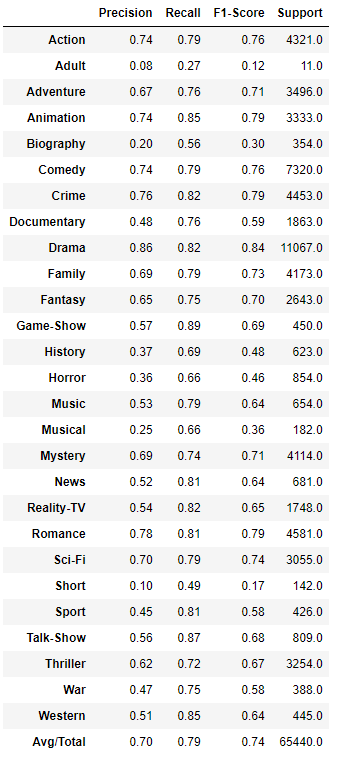 Precision Recall F1-Score Support
Action 0.74 0.79 0.76 4321.0
Adult 0.08 0.27 0.12 11.0
Adventure 0.67 0.76 0.71 3496.0
Animation 0.74 0.85 0.79 3333.0
Biography 0.20 0.56 0.30 354.0
Comedy 0.74 0.79 0.76 7320.0
Crime 0.76 0.82 0.79 4453.0
Documentary 0.48 0.76 0.59 1863.0
Drama 0.86 0.82 0.84 11067.0
Family 0.69 0.79 0.73 4173.0
Fantasy 0.65 0.75 0.70 2643.0
Game-Show 0.57 0.89 0.69 450.0
History 0.37 0.69 0.48 623.0
Horror 0.36 0.66 0.46 854.0
Music 0.53 0.79 0.64 654.0
Musical 0.25 0.66 0.36 182.0
Mystery 0.69 0.74 0.71 4114.0
News 0.52 0.81 0.64 681.0
Reality-TV 0.54 0.82 0.65 1748.0
Romance 0.78 0.81 0.79 4581.0
Sci-Fi 0.70 0.79 0.74 3055.0
Short 0.10 0.49 0.17 142.0
Sport 0.45 0.81 0.58 426.0
Talk-Show 0.56 0.87 0.68 809.0
Thriller 0.62 0.72 0.67 3254.0
War 0.47 0.75 0.58 388.0
Western 0.51 0.85 0.64 445.0
Avg/Total 0.70 0.79 0.74 65440.0